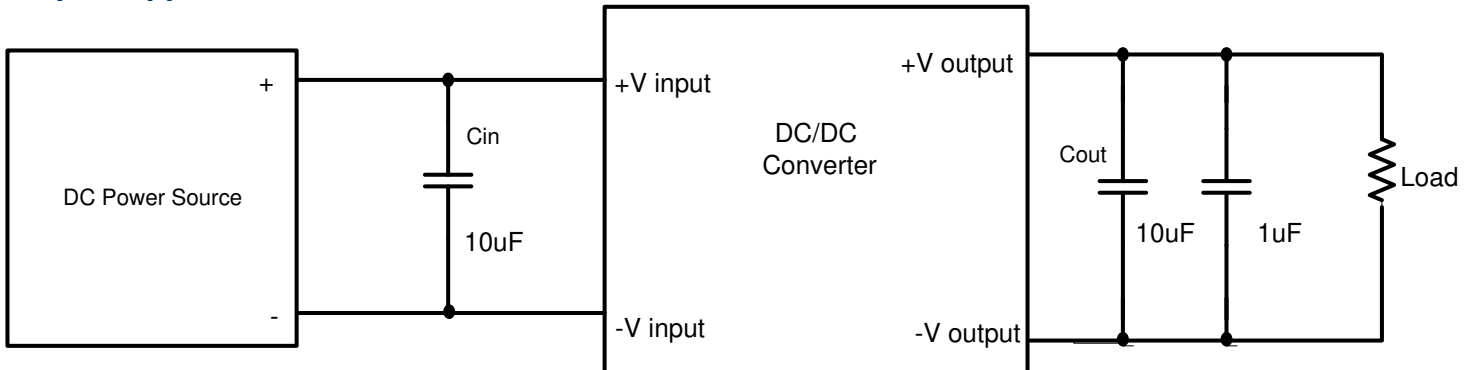 +
-
DC Power Source
Cin
10uF
+V input
-V input
DC/DC
Converter
+V output
-V output
Cout
10uF
1uF
Load